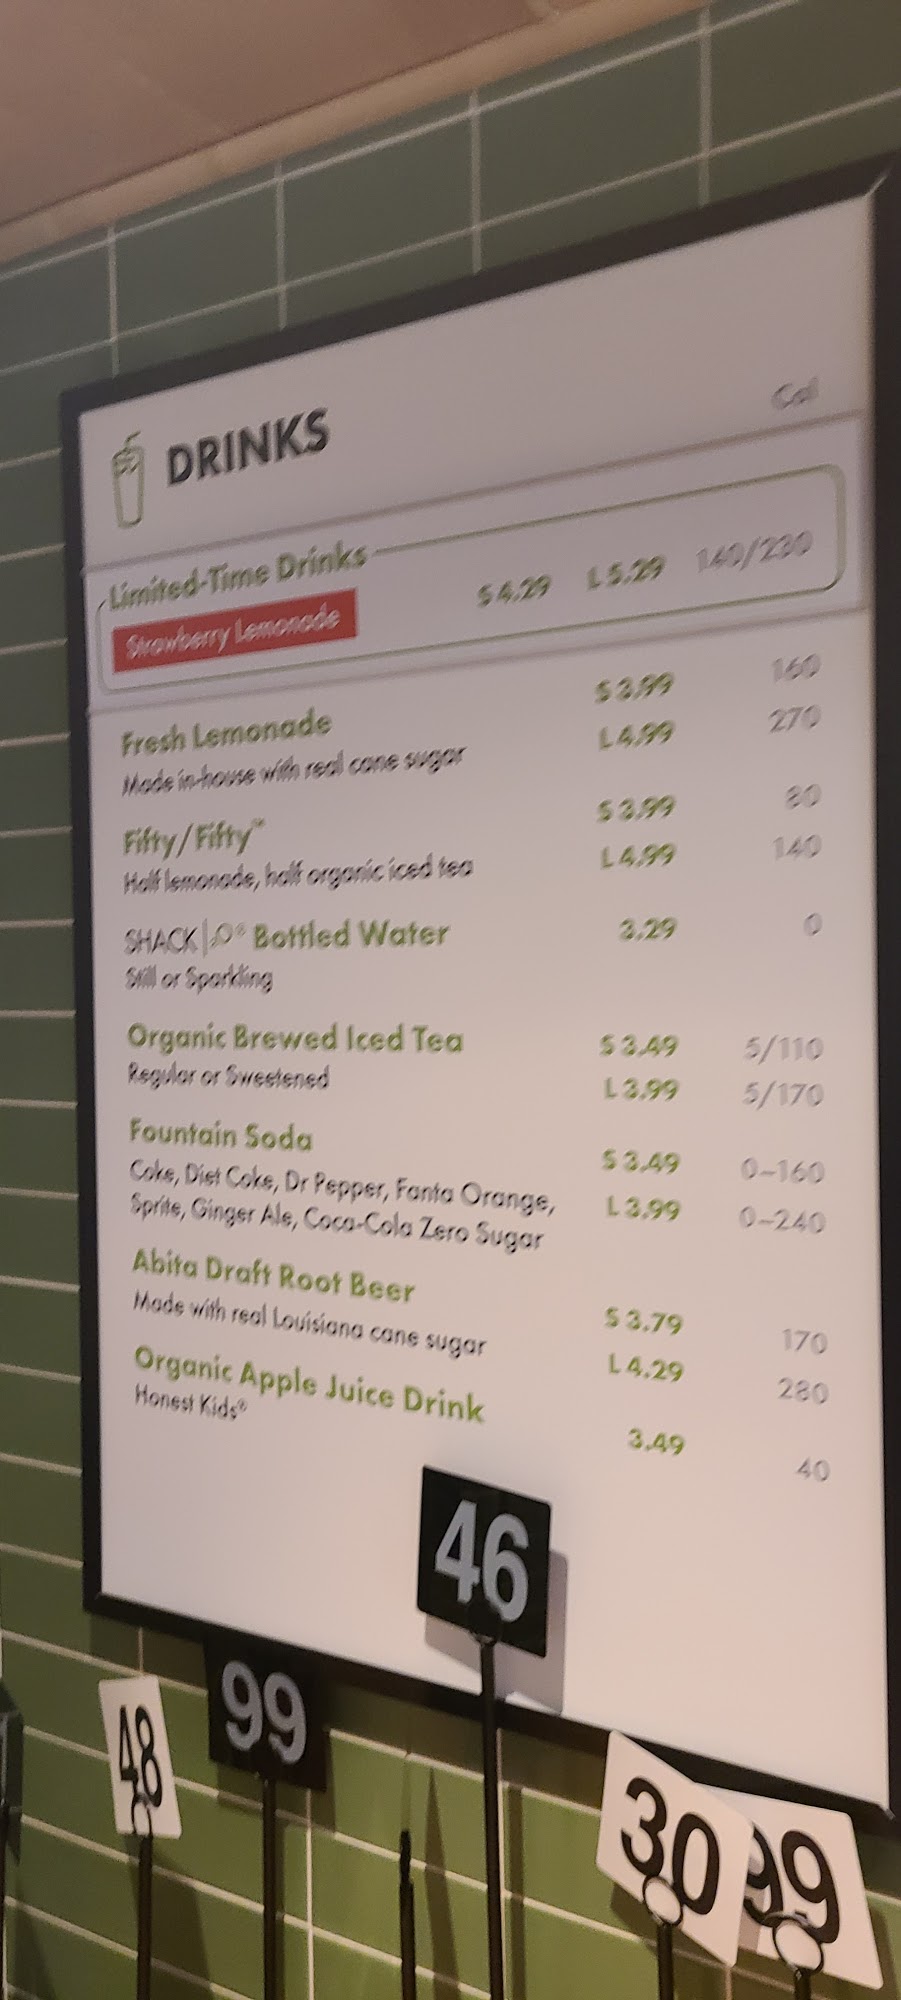 DRINKS Cal
Limited-Time Drinks
Strawberry Lemonade S 4.29 L 5.29 140/230
Fresh Lemonade S 3.99 160
Made in-house with real cane sugar L 4.99 270
Fifty/Fifty™ S 3.99 80
Half lemonade, half organic iced tea L 4.99 140
SHACK2O® Bottled Water 3.29 0
Still or Sparkling
Organic Brewed Iced Tea S 3.49 5/110
Regular or Sweetened L 3.99 5/170
Fountain Soda S 3.49 0–160
Coke, Diet Coke, Dr Pepper, Fanta Orange, L 3.99 0–240
Sprite, Ginger Ale, Coca-Cola Zero Sugar
Abita Draft Root Beer S 3.79 170
Made with real Louisiana cane sugar L 4.29 280
Organic Apple Juice Drink 3.49 40
Honest Kids®
46
99
48
30
99